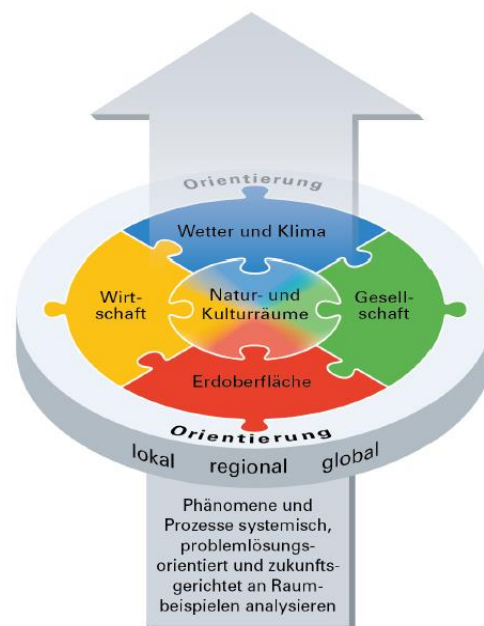 Orientierung
Wetter und Klima
Wirt-
schaft
Natur- und
Kulturräume
Gesell-
schaft
Erdoberfläche
Orientierung
lokal regional global
Phänomene und
Prozesse systemisch,
problemlösungs-
orientiert und zukunfts-
gerichtet an Raum-
beispielen analysieren